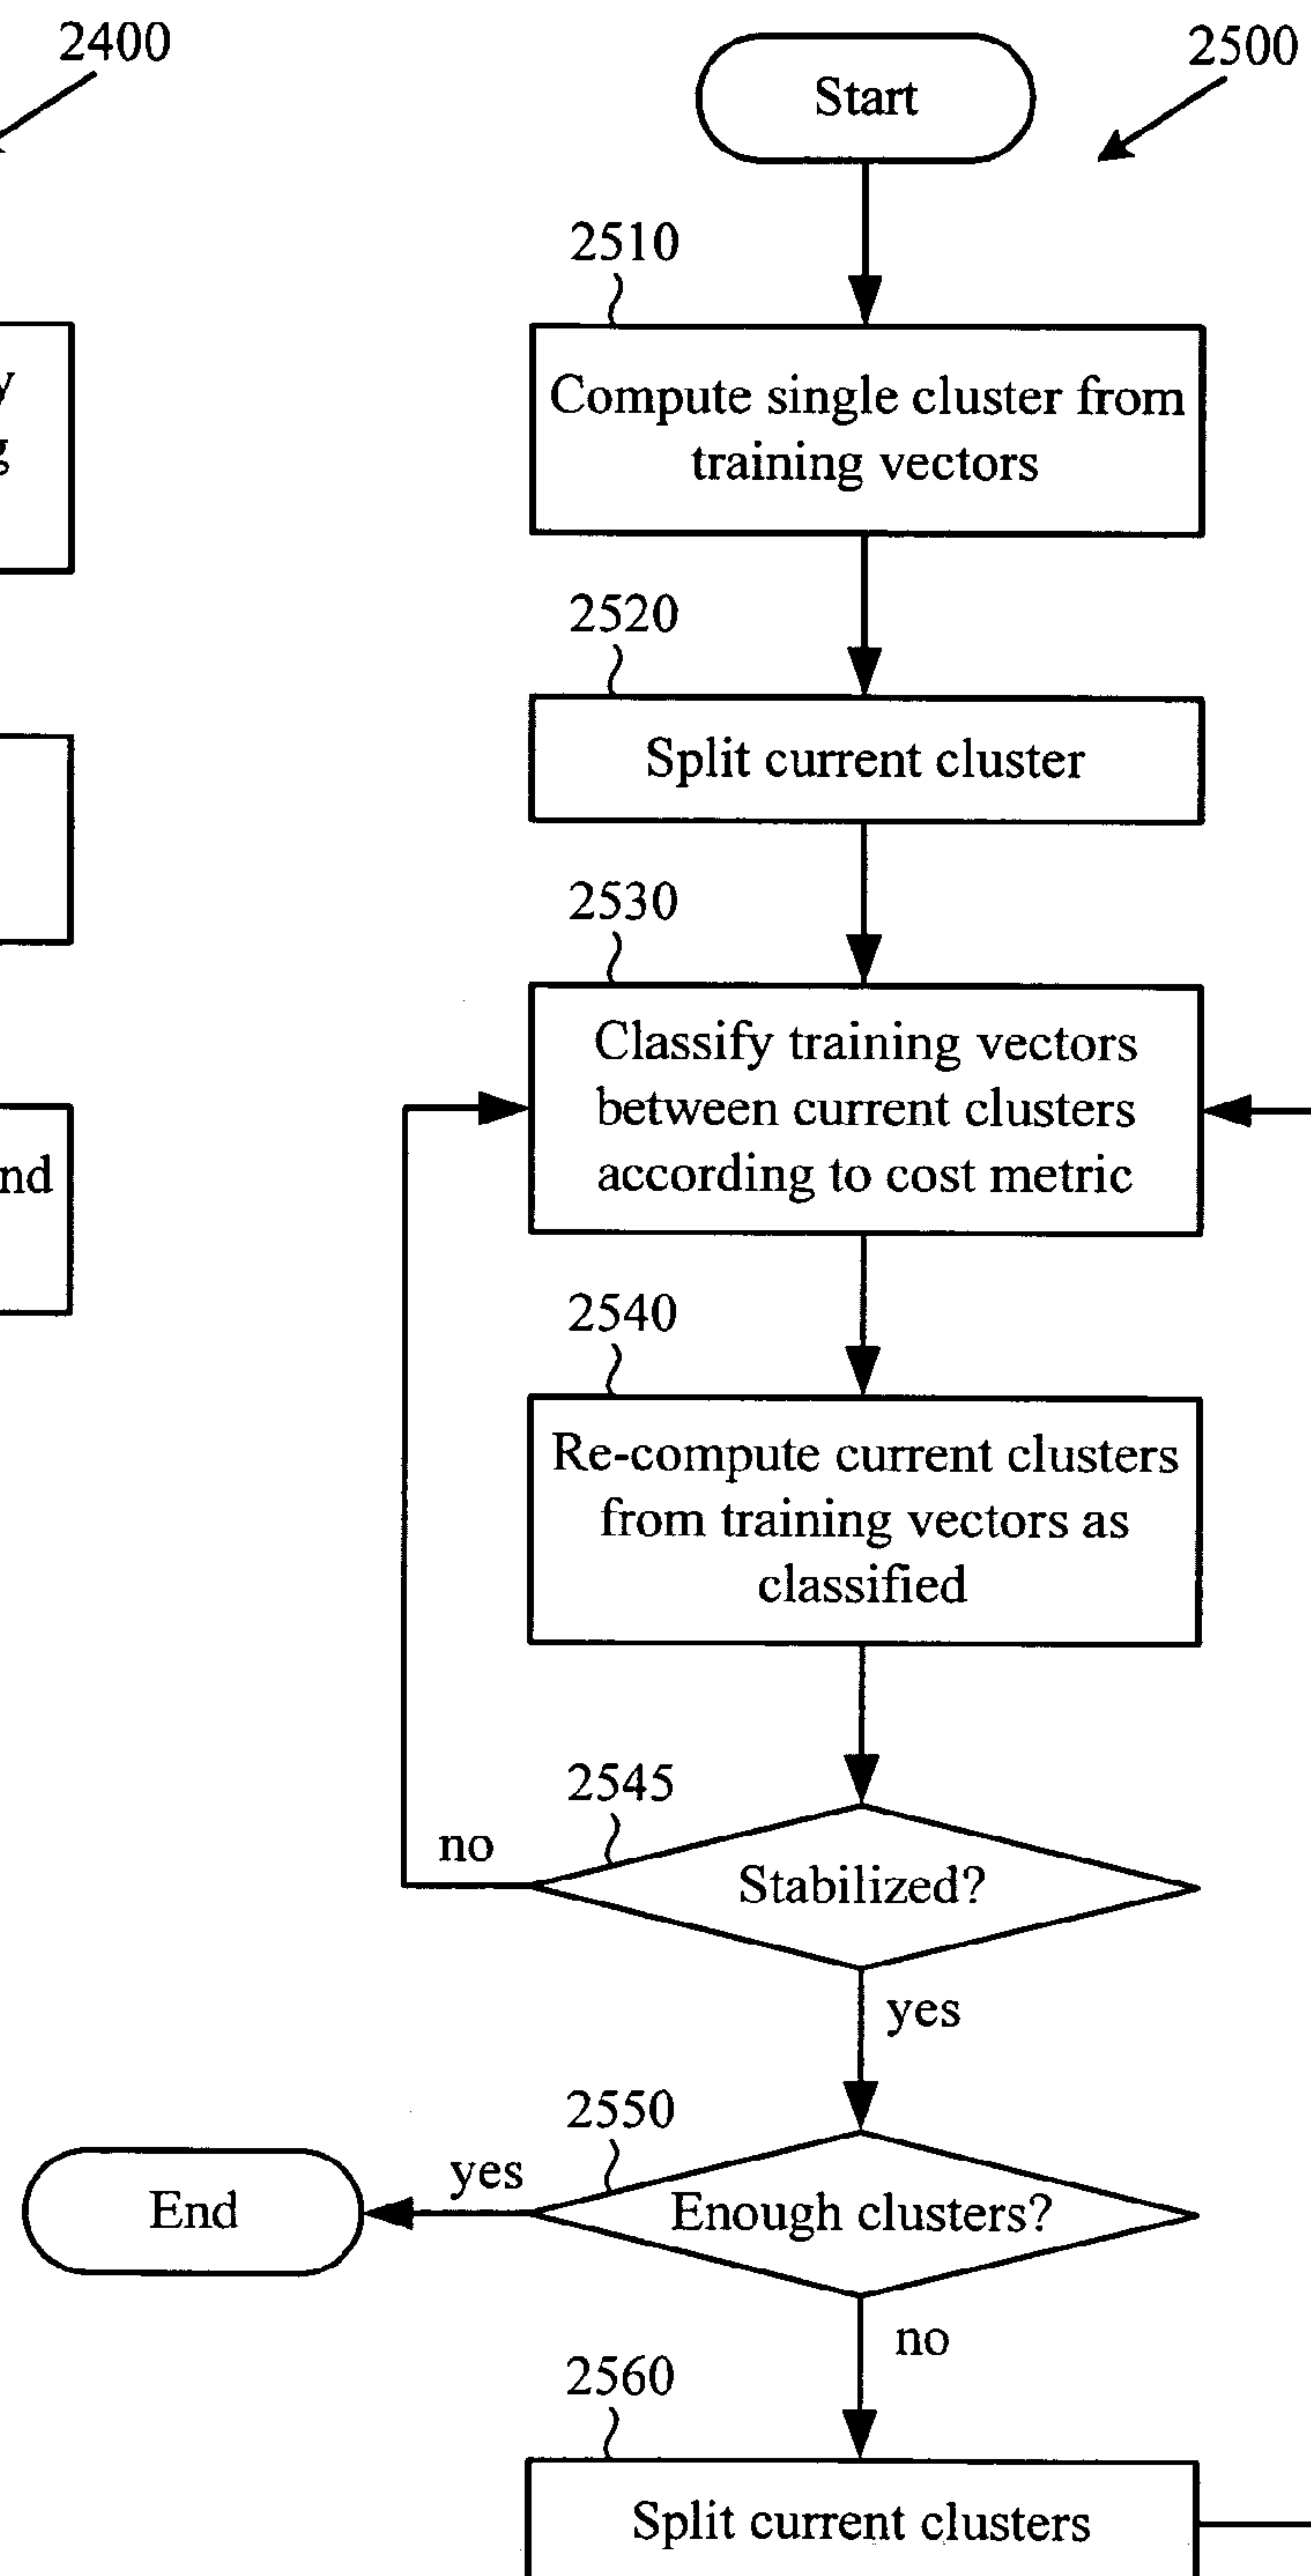 2400
2500
Start
2510
Compute single cluster from
training vectors
2520
Split current cluster
2530
Classify training vectors
between current clusters
according to cost metric
nd
2540
Re-compute current clusters
from training vectors as
classified
2545
no
Stabilized?
yes
2550
yes
End
Enough clusters?
no
2560
Split current clusters